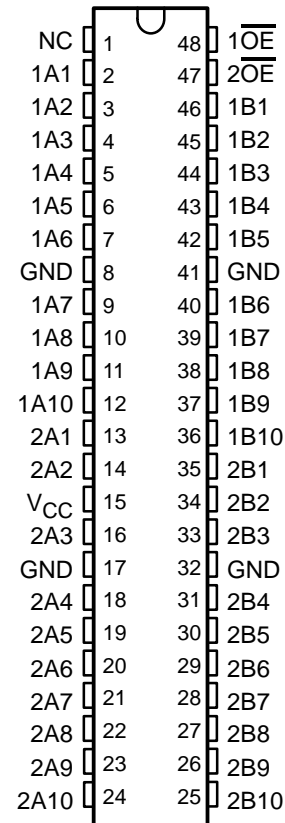 NC 1 48 1O̅E̅
1A1 2 47 2O̅E̅
1A2 3 46 1B1
1A3 4 45 1B2
1A4 5 44 1B3
1A5 6 43 1B4
1A6 7 42 1B5
GND 8 41 GND
1A7 9 40 1B6
1A8 10 39 1B7
1A9 11 38 1B8
1A10 12 37 1B9
2A1 13 36 1B10
2A2 14 35 2B1
VCC 15 34 2B2
2A3 16 33 2B3
GND 17 32 GND
2A4 18 31 2B4
2A5 19 30 2B5
2A6 20 29 2B6
2A7 21 28 2B7
2A8 22 27 2B8
2A9 23 26 2B9
2A10 24 25 2B10